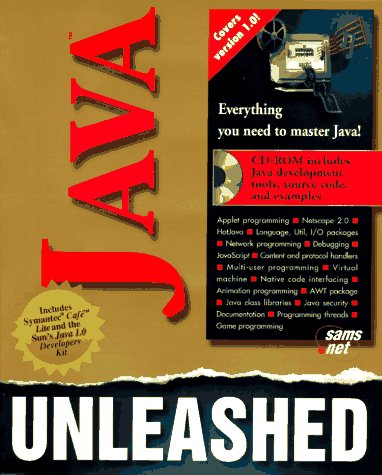 Covers
version 1.0!
JAVA™
Everything
you need to master Java!
CD-ROM includes
Java development
tools, source code,
and examples
Applet programming ■ Netscape 2.0 ■
HotJava ■ Language, Util, I/O packages
■ Network programming ■ Debugging ■
JavaScript ■ Content and protocol handlers
■ Multi-user programming ■ Virtual
machine ■ Native code interfacing ■
Animation programming ■ AWT package
■ Java class libraries ■ Java security ■
Documentation ■ Programming threads ■
Game programming
Includes
Symantec® Café™
Lite and the
Sun's Java 1.0
Developers
Kit
sams
.net
UNLEASHED